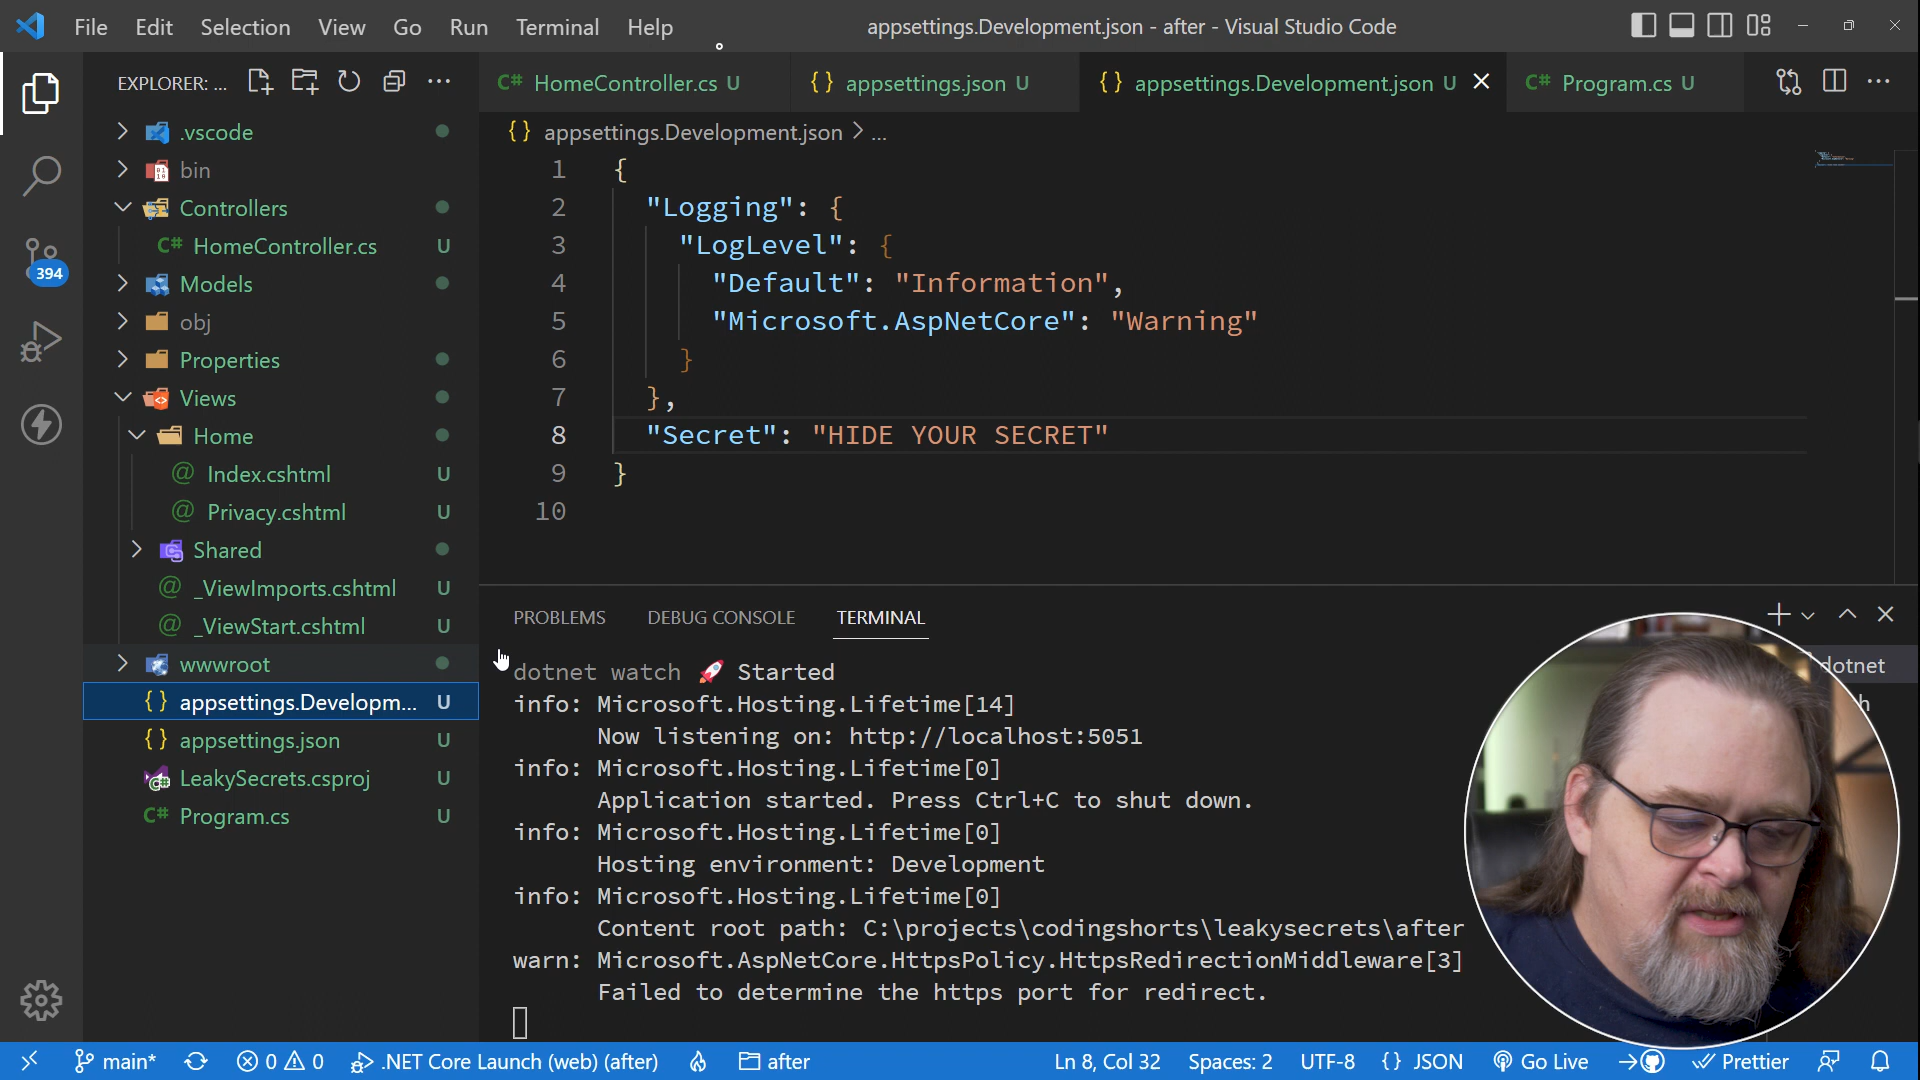 File Edit Selection View Go Run Terminal Help
appsettings.Development.json - after - Visual Studio Code
EXPLORER: ...
.vscode
bin
Controllers
HomeController.cs U
Models
obj
Properties
Views
Home
Index.cshtml U
Privacy.cshtml U
Shared
_ViewImports.cshtml U
_ViewStart.cshtml U
wwwroot
{} appsettings.Developm... U
{} appsettings.json U
LeakySecrets.csproj U
C# Program.cs U
394
C# HomeController.cs U
{} appsettings.json U
{} appsettings.Development.json U
C# Program.cs U
{} appsettings.Development.json > ...
1 {
2 "Logging": {
3 "LogLevel": {
4 "Default": "Information",
5 "Microsoft.AspNetCore": "Warning"
6 }
7 },
8 "Secret": "HIDE YOUR SECRET"
9 }
10
PROBLEMS DEBUG CONSOLE TERMINAL
dotnet watch 🚀 Started
info: Microsoft.Hosting.Lifetime[14]
Now listening on: http://localhost:5051
info: Microsoft.Hosting.Lifetime[0]
Application started. Press Ctrl+C to shut down.
info: Microsoft.Hosting.Lifetime[0]
Hosting environment: Development
info: Microsoft.Hosting.Lifetime[0]
Content root path: C:\projects\codingshorts\leakysecrets\after
warn: Microsoft.AspNetCore.HttpsPolicy.HttpsRedirectionMiddleware[3]
Failed to determine the https port for redirect.
dotnet
main* 0 0 .NET Core Launch (web) (after) after
Ln 8, Col 32 Spaces: 2 UTF-8 {} JSON Go Live Prettier